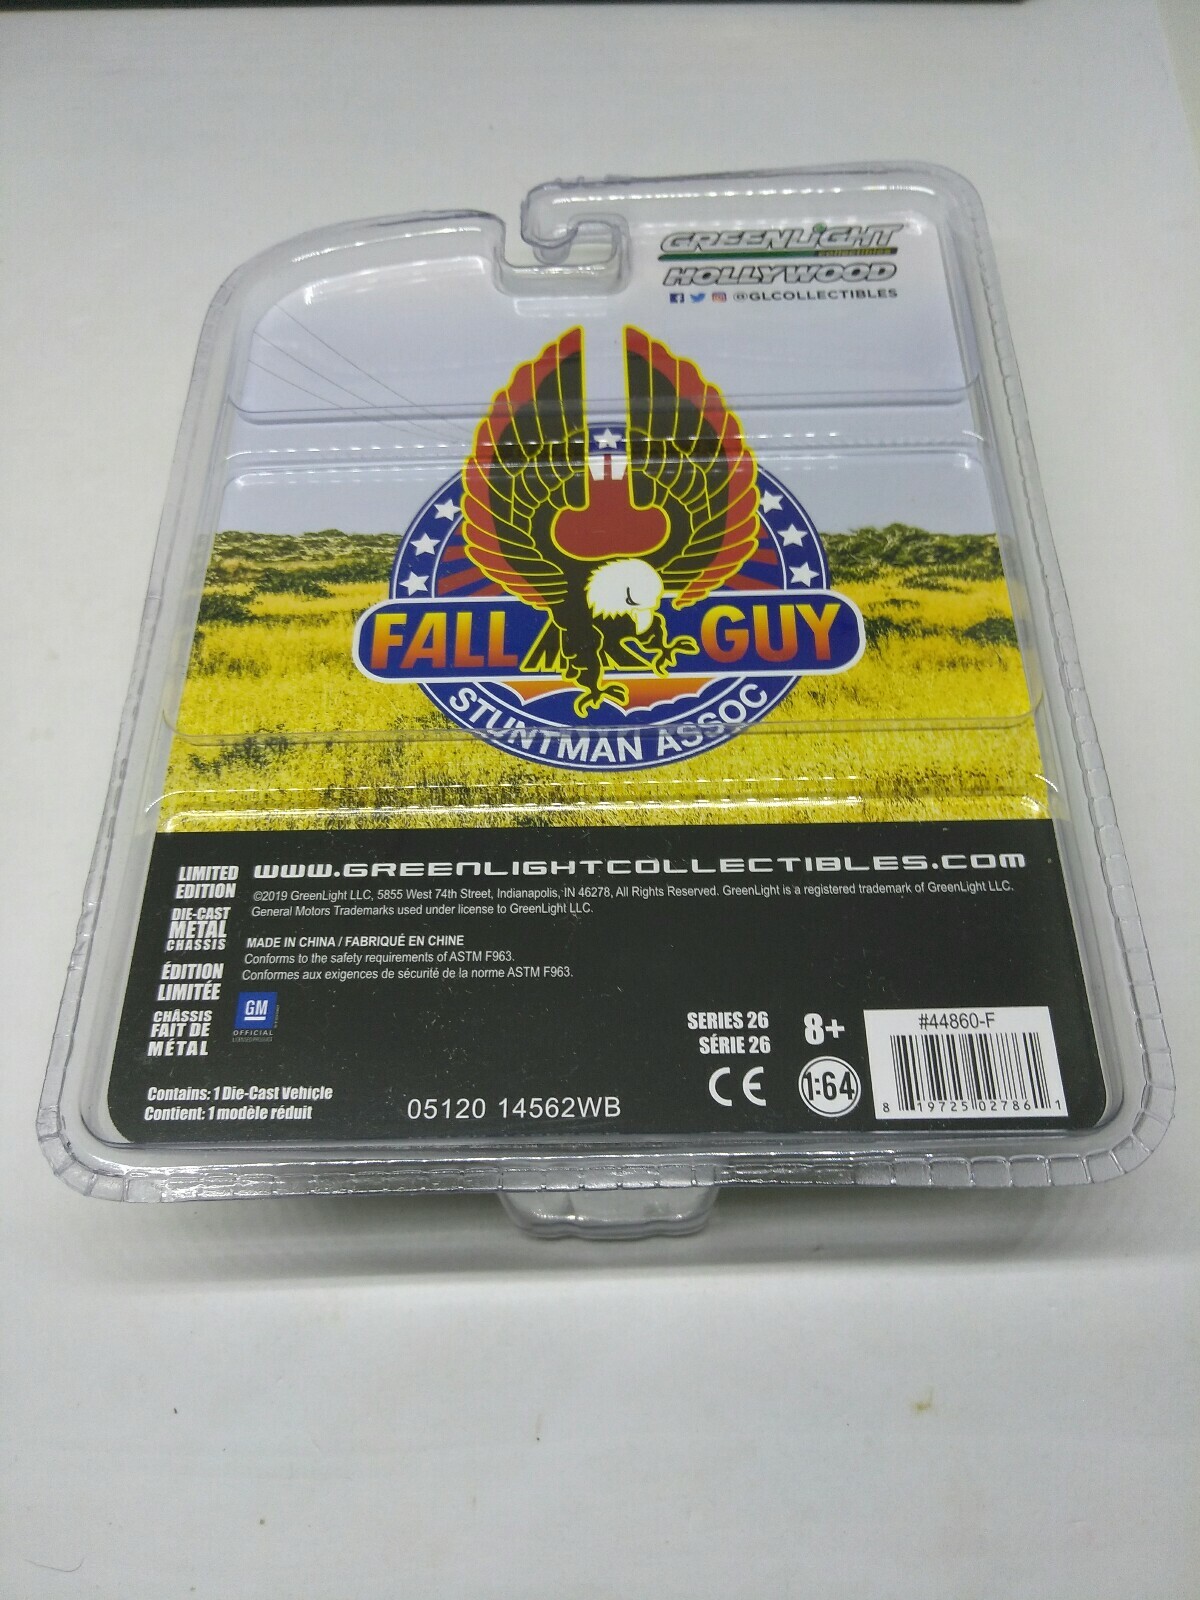 GREENLiGHT
collectibles
HOLLYWOOD
@GLCOLLECTIBLES
FALL GUY
STUNTMAN ASSOC
LIMITED
EDITION
DIE-CAST
METAL
CHASSIS
ÉDITION
LIMITÉE
CHÂSSIS
FAIT DE
MÉTAL
www.GREENLIGHTCOLLECTIBLES.COM
©2019 GreenLight LLC, 5855 West 74th Street, Indianapolis, IN 46278, All Rights Reserved. GreenLight is a registered trademark of GreenLight LLC.
General Motors Trademarks used under license to GreenLight LLC.
MADE IN CHINA / FABRIQUÉ EN CHINE
Conforms to the safety requirements of ASTM F963.
Conformes aux exigences de sécurité de la norme ASTM F963.
GM
OFFICIAL
Contains: 1 Die-Cast Vehicle
Contient: 1 modèle réduit
05120 14562WB
SERIES 26
SÉRIE 26
8+
CE
1:64
#44860-F
8 19725 02786 1